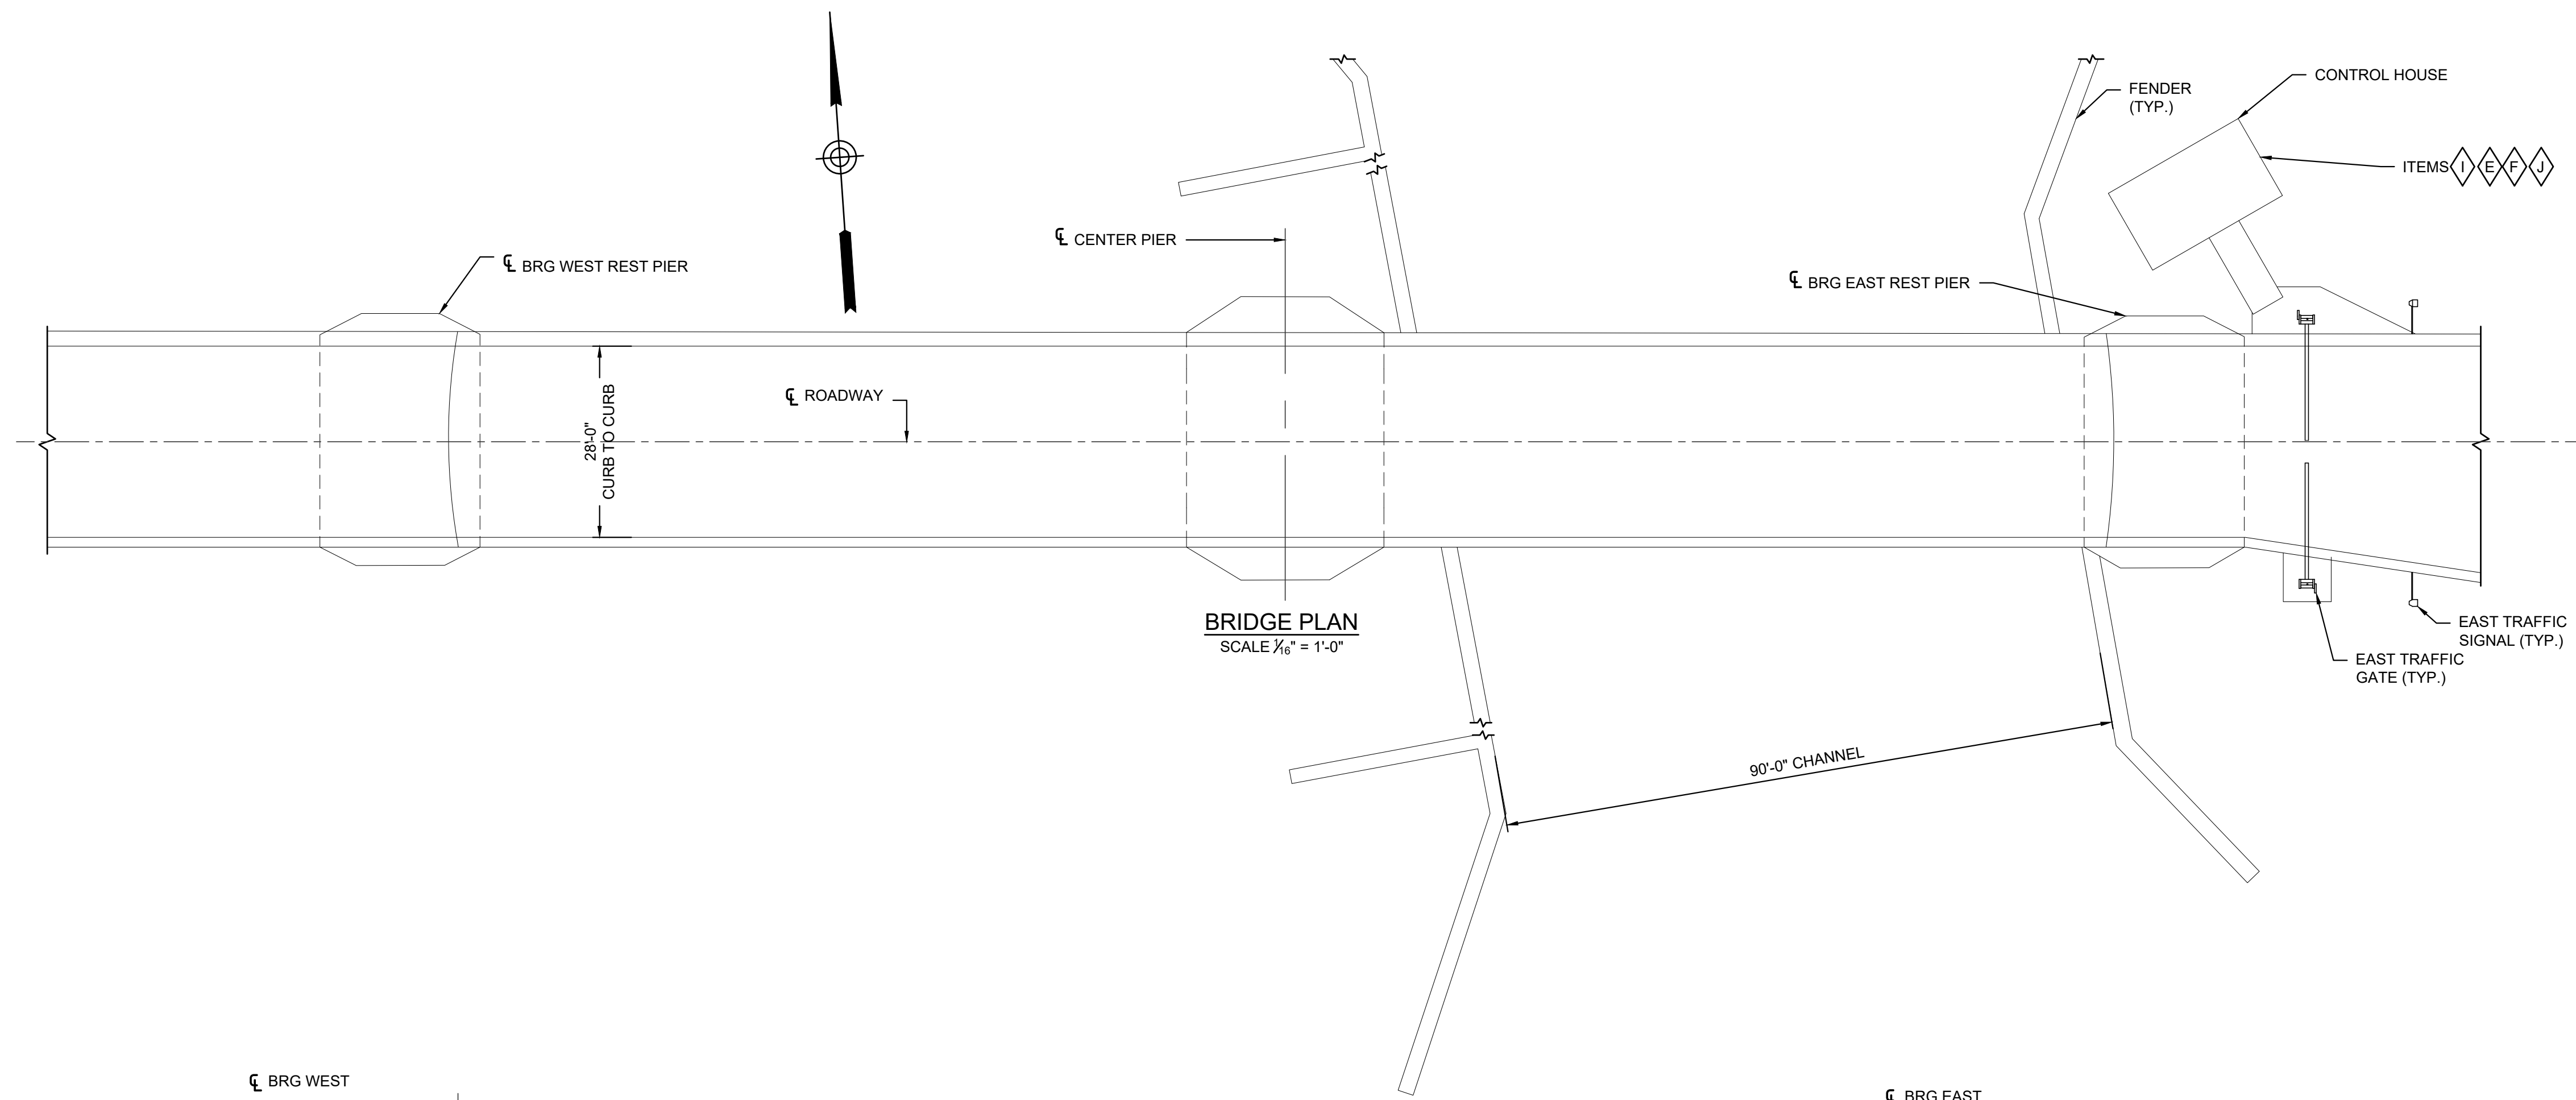 CONTROL HOUSE
FENDER
(TYP.)
ITEMS I E F J
℄ CENTER PIER
℄ BRG WEST REST PIER
℄ BRG EAST REST PIER
℄ ROADWAY
28'-0"
CURB TO CURB
BRIDGE PLAN
SCALE 1/16" = 1'-0"
EAST TRAFFIC
SIGNAL (TYP.)
EAST TRAFFIC
GATE (TYP.)
90'-0" CHANNEL
℄ BRG WEST
℄ BRG EAST